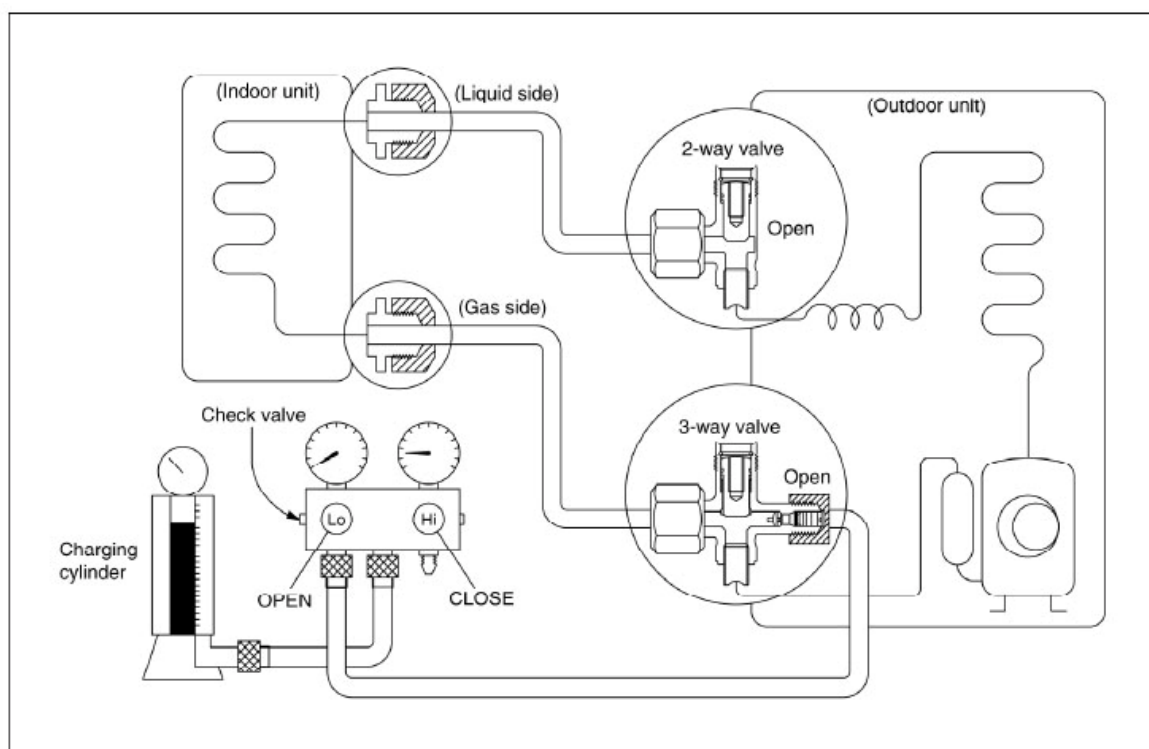 (Indoor unit)
(Liquid side)
(Outdoor unit)
2-way valve
Open
(Gas side)
Check valve
3-way valve
Open
Lo
Hi
Charging
cylinder
OPEN
CLOSE